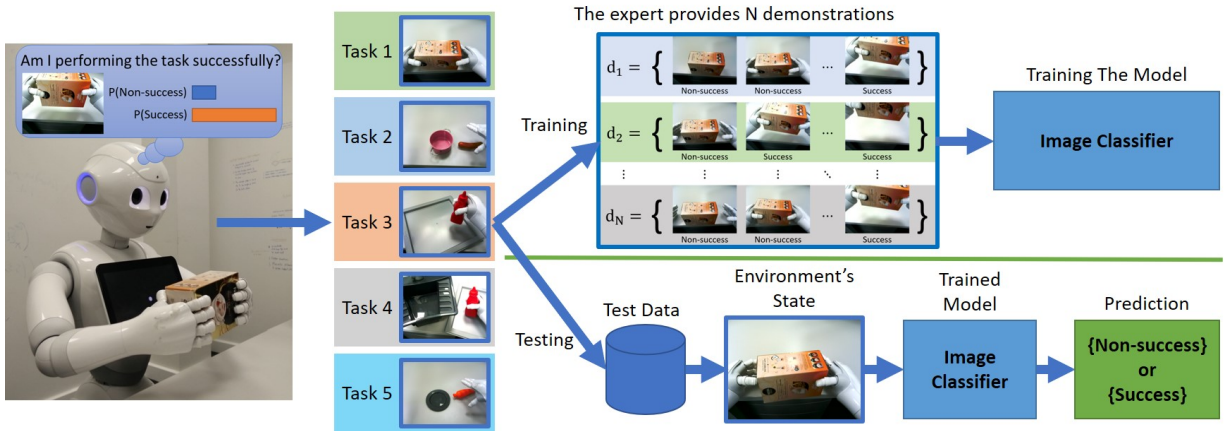 Am I performing the task successfully?
P(Non-success)
P(Success)
Task 1
Task 2
Task 3
Task 4
Task 5
Training
Testing
The expert provides N demonstrations
d₁ = { ... }
Non-success Non-success Success
d₂ = { ... }
Non-success Success Success
⋮ ⋮ ⋱ ⋮
d_N = { ... }
Non-success Non-success Success
Training The Model
Image Classifier
Test Data
Environment's
State
Trained
Model
Image
Classifier
Prediction
{Non-success}
or
{Success}